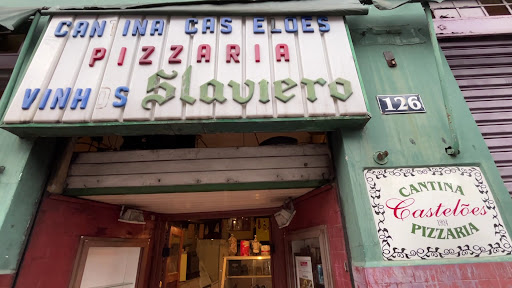 CANTINA CASTELÕES
PIZZARIA
VINHOS Slaviero
126
CANTINA
Castelões
PIZZARIA